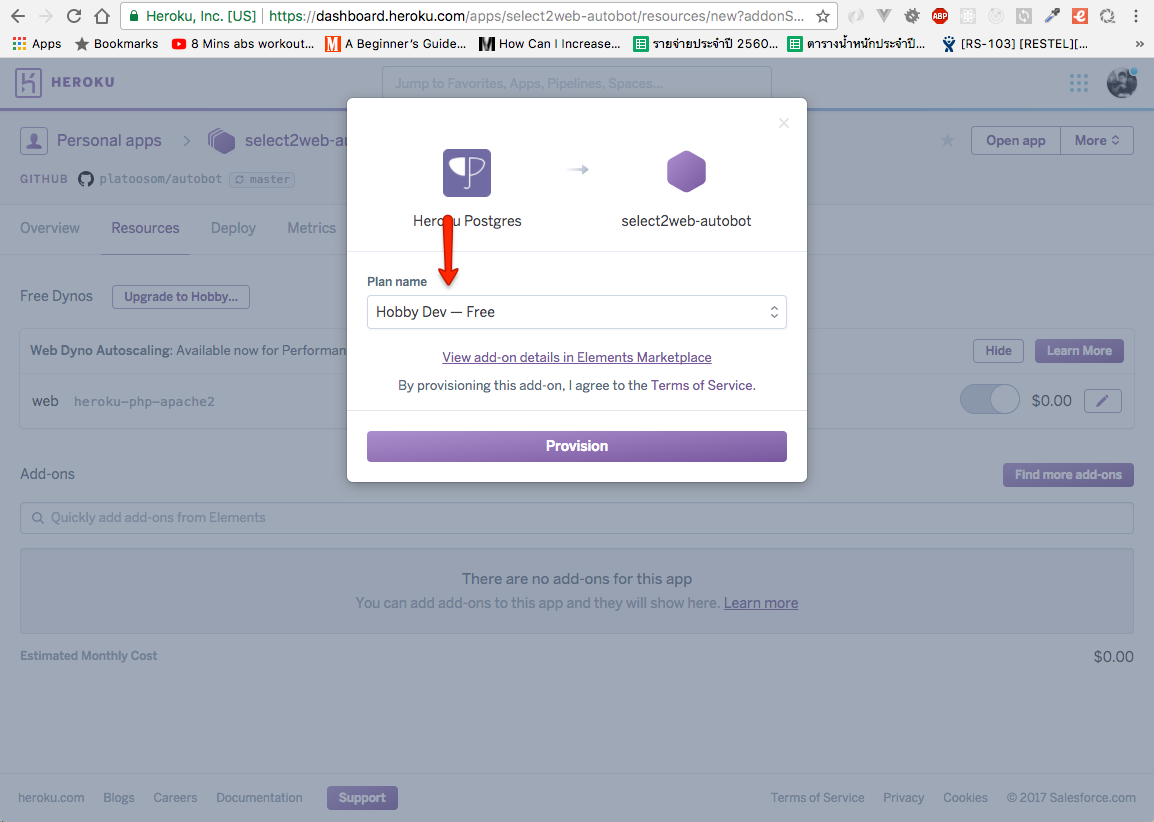 Heroku, Inc. [US] https://dashboard.heroku.com/apps/select2web-autobot/resources/new?addonS...
ABP
Apps Bookmarks 8 Mins abs workout... A Beginner's Guide... How Can I Increase... รายจ่ายประจำปี 2560... ตารางน้ำหนักประจำปี... [RS-103] [RESTEL][... »
HEROKU
Jump to Favorites, Apps, Pipelines, Spaces...
Personal apps select2web-au
Open app More
GITHUB platoosom/autobot master
Overview Resources Deploy Metrics
Heroku Postgres select2web-autobot
Free Dynos Upgrade to Hobby...
Plan name
Hobby Dev — Free
View add-on details in Elements Marketplace
By provisioning this add-on, I agree to the Terms of Service.
Provision
Web Dyno Autoscaling: Available now for Performan
Hide Learn More
web heroku-php-apache2 $0.00
Add-ons Find more add-ons
Quickly add add-ons from Elements
There are no add-ons for this app
You can add add-ons to this app and they will show here. Learn more
Estimated Monthly Cost $0.00
heroku.com Blogs Careers Documentation Support Terms of Service Privacy Cookies © 2017 Salesforce.com